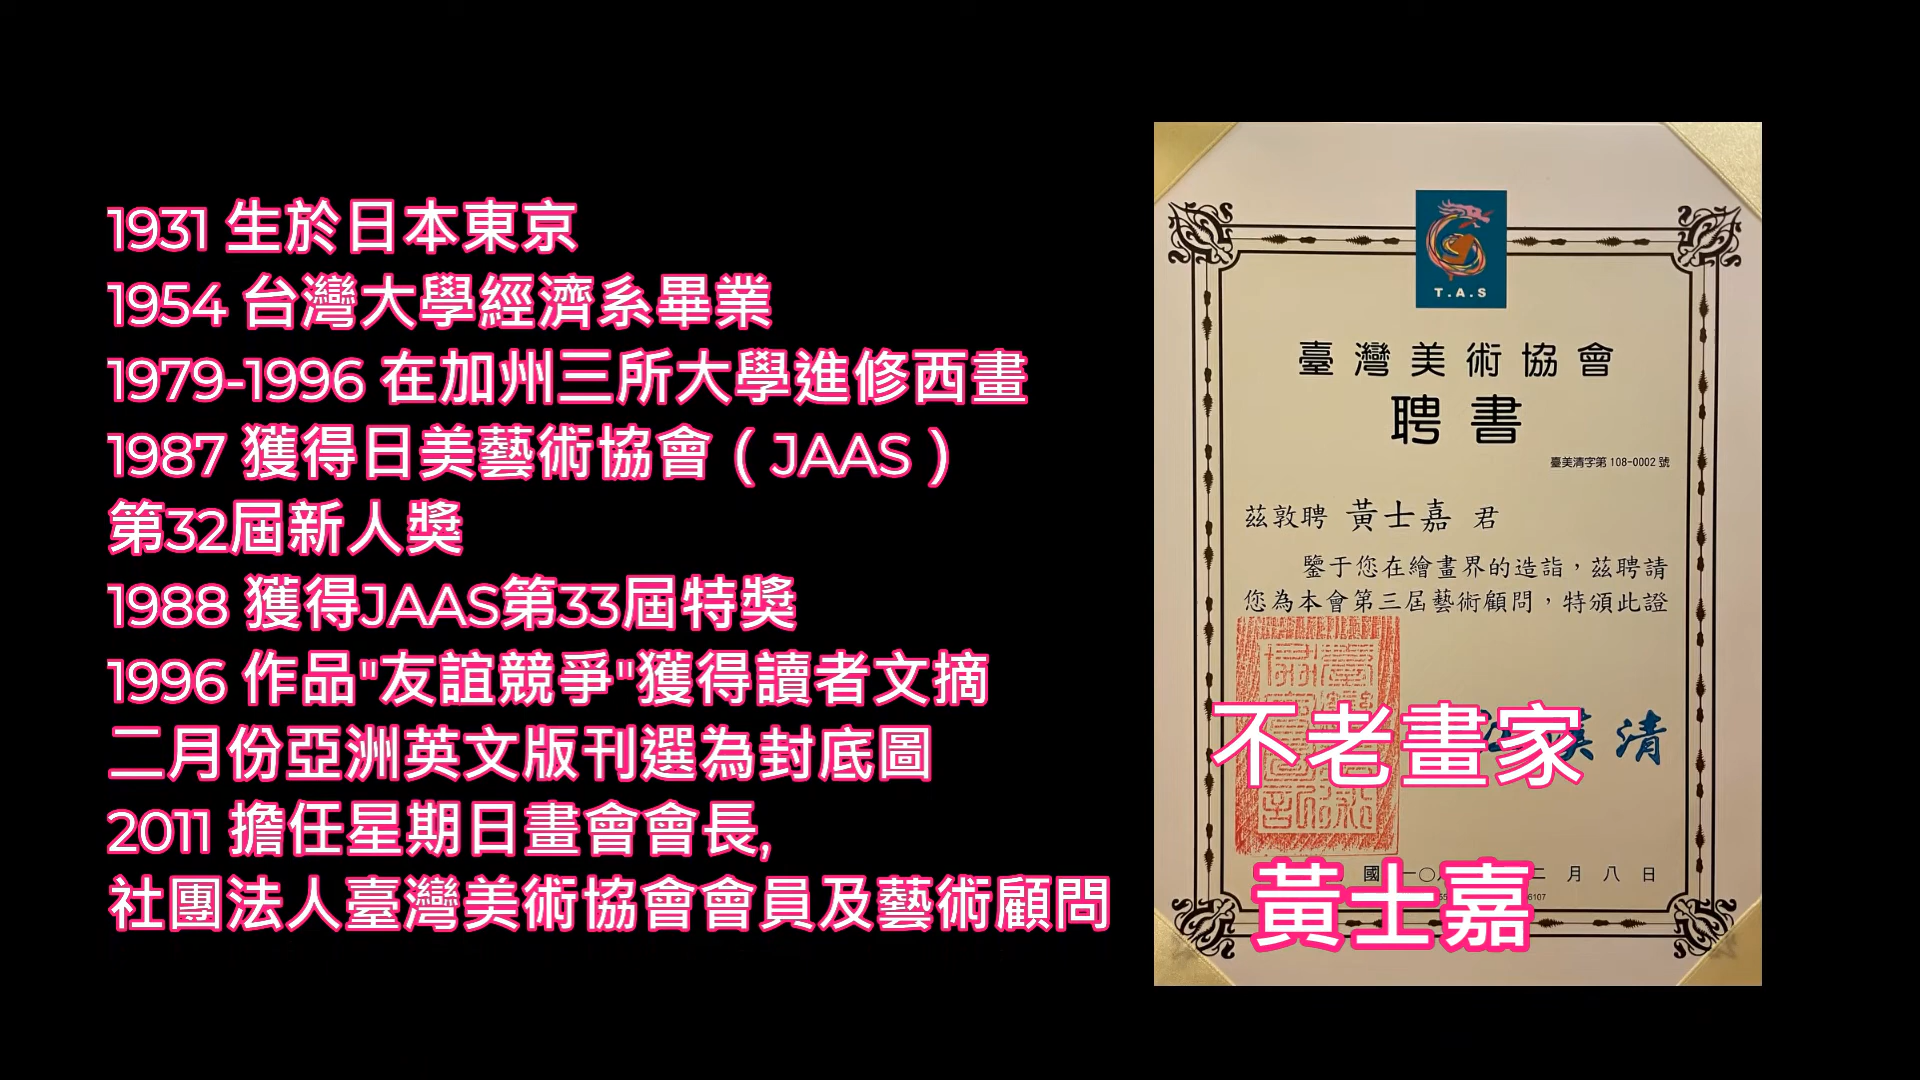 1931 生於日本東京
1954 台灣大學經濟系畢業
1979-1996 在加州三所大學進修西畫
1987 獲得日美藝術協會（JAAS）
第32屆新人獎
1988 獲得JAAS第33屆特獎
1996 作品"友誼競爭"獲得讀者文摘
二月份亞洲英文版刊選為封底圖
2011 擔任星期日畫會會長,
社團法人臺灣美術協會會員及藝術顧問
T.A.S
臺灣美術協會
聘書
臺美清字第 108-0002 號
茲敦聘 黃士嘉 君
鑒于您在繪畫界的造詣，茲聘請
您為本會第三屆藝術顧問，特頒此證
清
不老畫家
國 一○ 二月八日
6107
黃士嘉